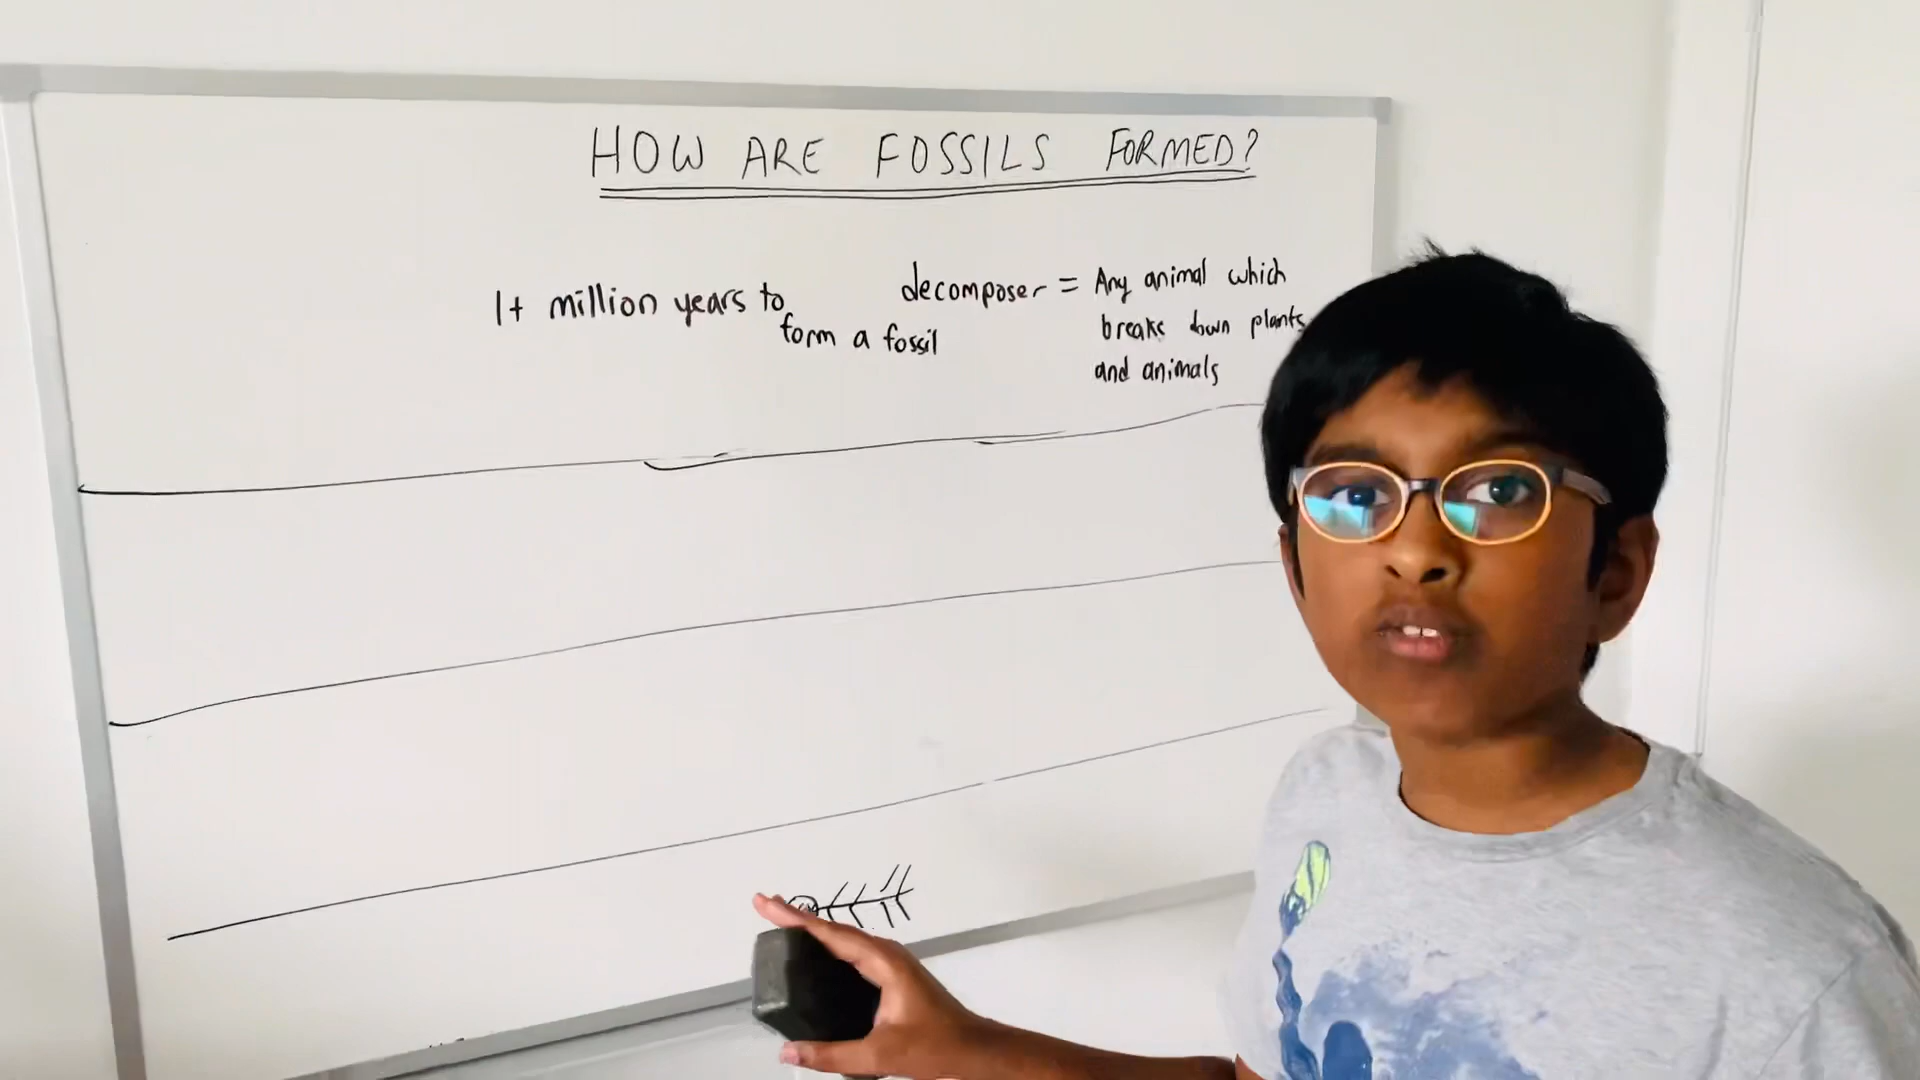 HOW ARE FOSSILS FORMED?
1+ million years to
form a fossil
decomposer = Any animal which
breaks down plants
and animals